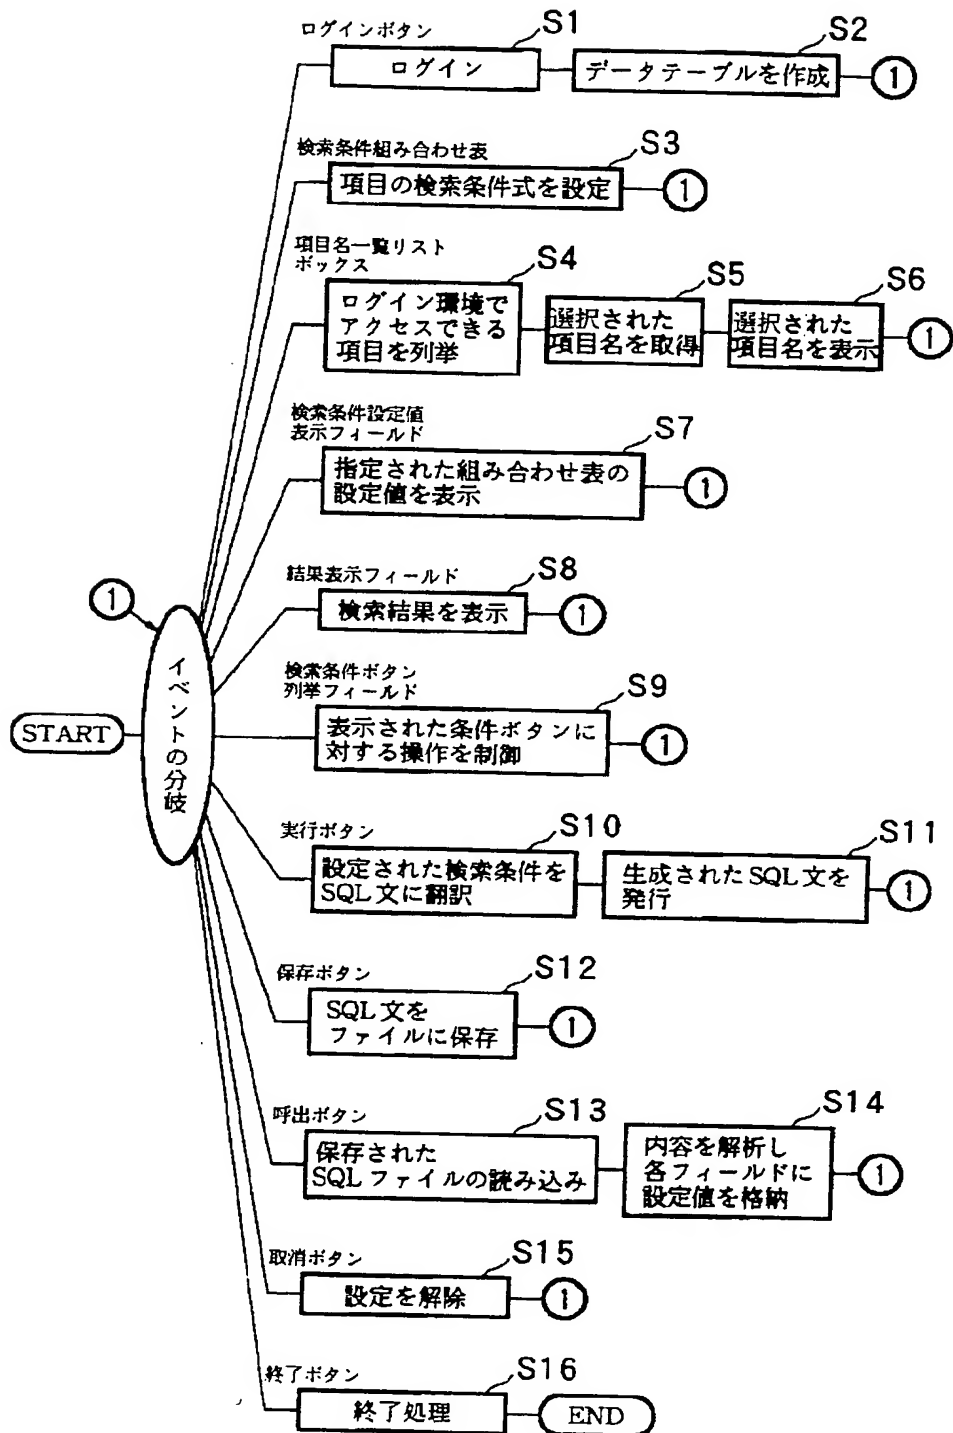 ログインボタン
S1
ログイン
S2
データテーブルを作成
①
検索条件組み合わせ表
S3
項目の検索条件式を設定
①
項目名一覧リスト
ボックス
S4
ログイン環境で
アクセスできる
項目を列挙
S5
選択された
項目名を取得
S6
選択された
項目名を表示
①
検索条件設定値
表示フィールド
S7
指定された組み合わせ表の
設定値を表示
①
結果表示フィールド
S8
検索結果を表示
①
①
START
イベントの分岐
検索条件ボタン
列挙フィールド
S9
表示された条件ボタンに
対する操作を制御
①
実行ボタン
S10
設定された検索条件を
SQL文に翻訳
S11
生成されたSQL文を
発行
①
保存ボタン
S12
SQL文を
ファイルに保存
①
呼出ボタン
S13
保存された
SQLファイルの読み込み
S14
内容を解析し
各フィールドに
設定値を格納
①
取消ボタン
S15
設定を解除
①
終了ボタン
S16
終了処理
END